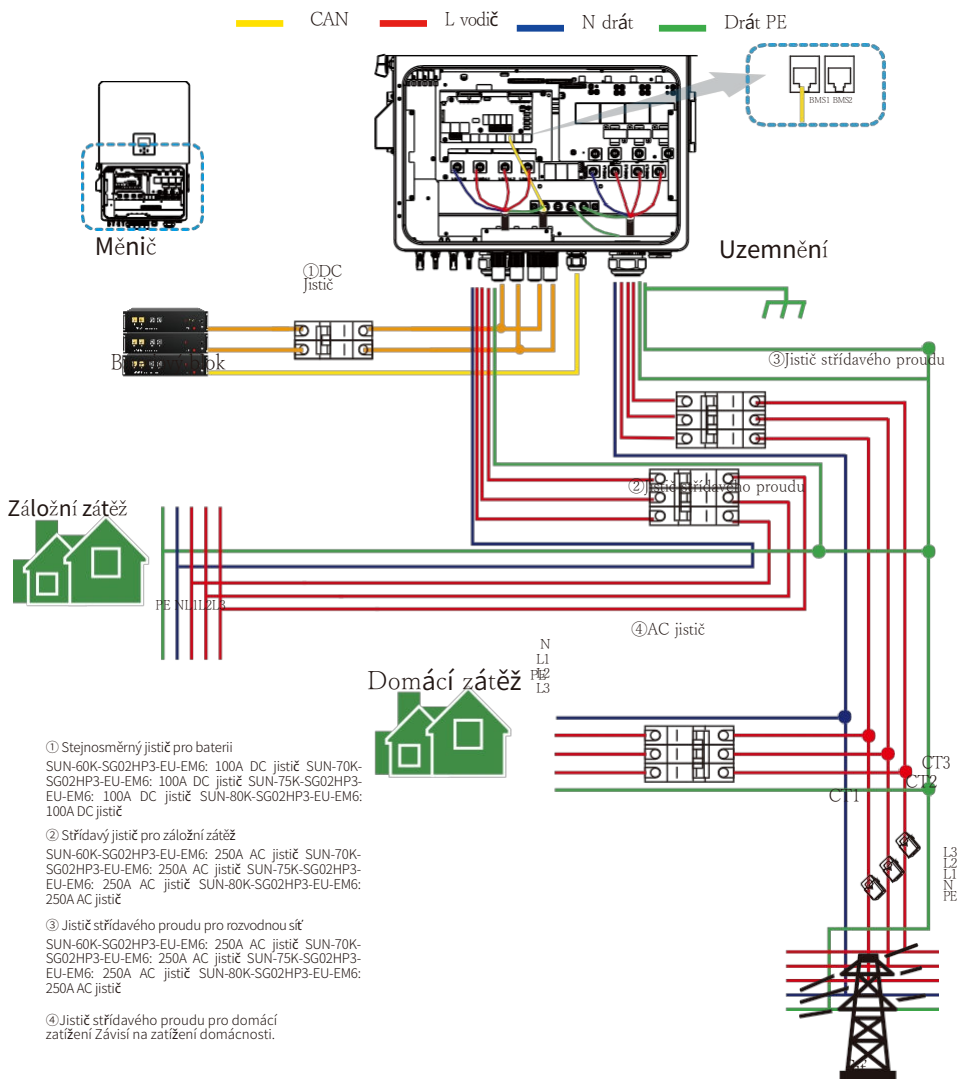 CAN L vodič N drát Drát PE
BMS1 BMS2
Měnič
Uzemnění
①DC
Jistič
③Jistič střídavého proudu
②Jistič střídavého proudu
Záložní zátěž
PE NL1L2L3
④AC jistič
N
L1
L2
PE
L3
Domácí zátěž
CT3
CT2
CT1
L3
L2
L1
N
PE
① Stejnosměrný jistič pro baterii
SUN-60K-SG02HP3-EU-EM6: 100A DC jistič SUN-70K-
SG02HP3-EU-EM6: 100A DC jistič SUN-75K-SG02HP3-
EU-EM6: 100A DC jistič SUN-80K-SG02HP3-EU-EM6:
100A DC jistič
② Střídavý jistič pro záložní zátěž
SUN-60K-SG02HP3-EU-EM6: 250A AC jistič SUN-70K-
SG02HP3-EU-EM6: 250A AC jistič SUN-75K-SG02HP3-
EU-EM6: 250A AC jistič SUN-80K-SG02HP3-EU-EM6:
250A AC jistič
③ Jistič střídavého proudu pro rozvodnou síť
SUN-60K-SG02HP3-EU-EM6: 250A AC jistič SUN-70K-
SG02HP3-EU-EM6: 250A AC jistič SUN-75K-SG02HP3-
EU-EM6: 250A AC jistič SUN-80K-SG02HP3-EU-EM6:
250A AC jistič
④Jistič střídavého proudu pro domácí
zatížení Závisí na zatížení domácnosti.